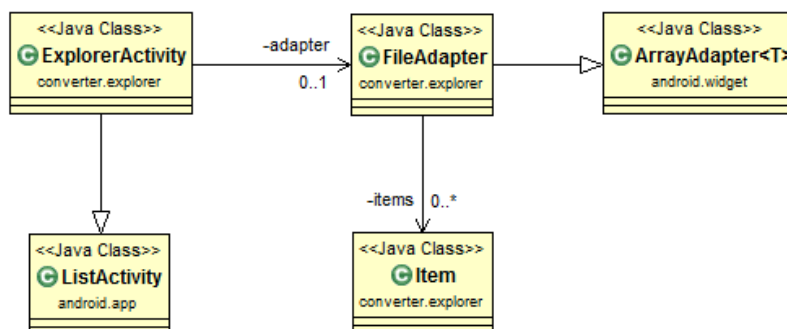 <<Java Class>>
ExplorerActivity
converter.explorer
-adapter
0..1
<<Java Class>>
FileAdapter
converter.explorer
<<Java Class>>
ArrayAdapter<T>
android.widget
-items 0..*
<<Java Class>>
ListActivity
android.app
<<Java Class>>
Item
converter.explorer